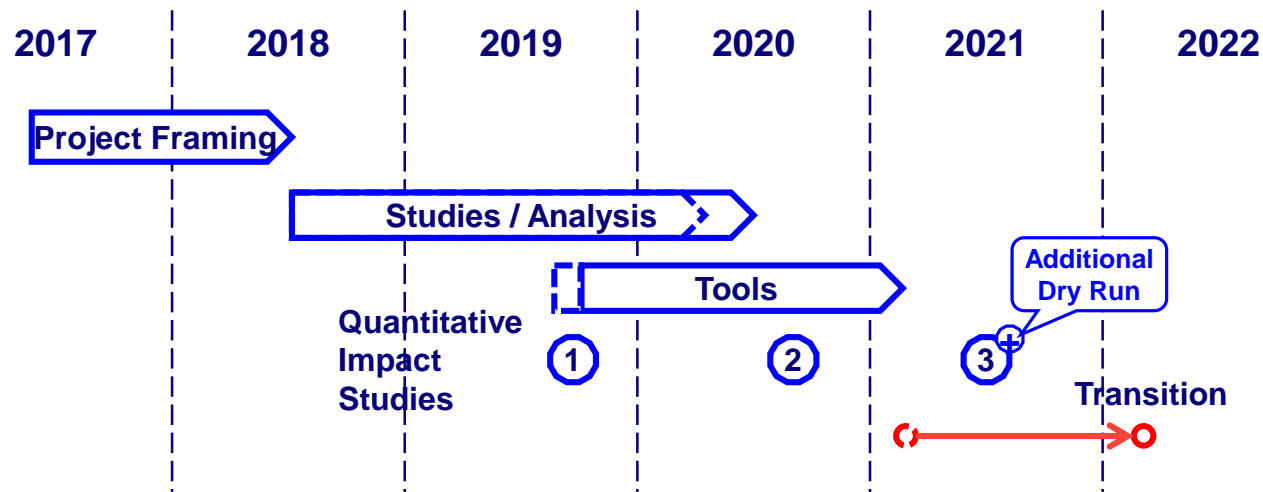 2017 2018 2019 2020 2021 2022
Project Framing
Studies / Analysis
Tools
Additional
Dry Run
Quantitative
Impact
Studies
1 2 3 +
Transition